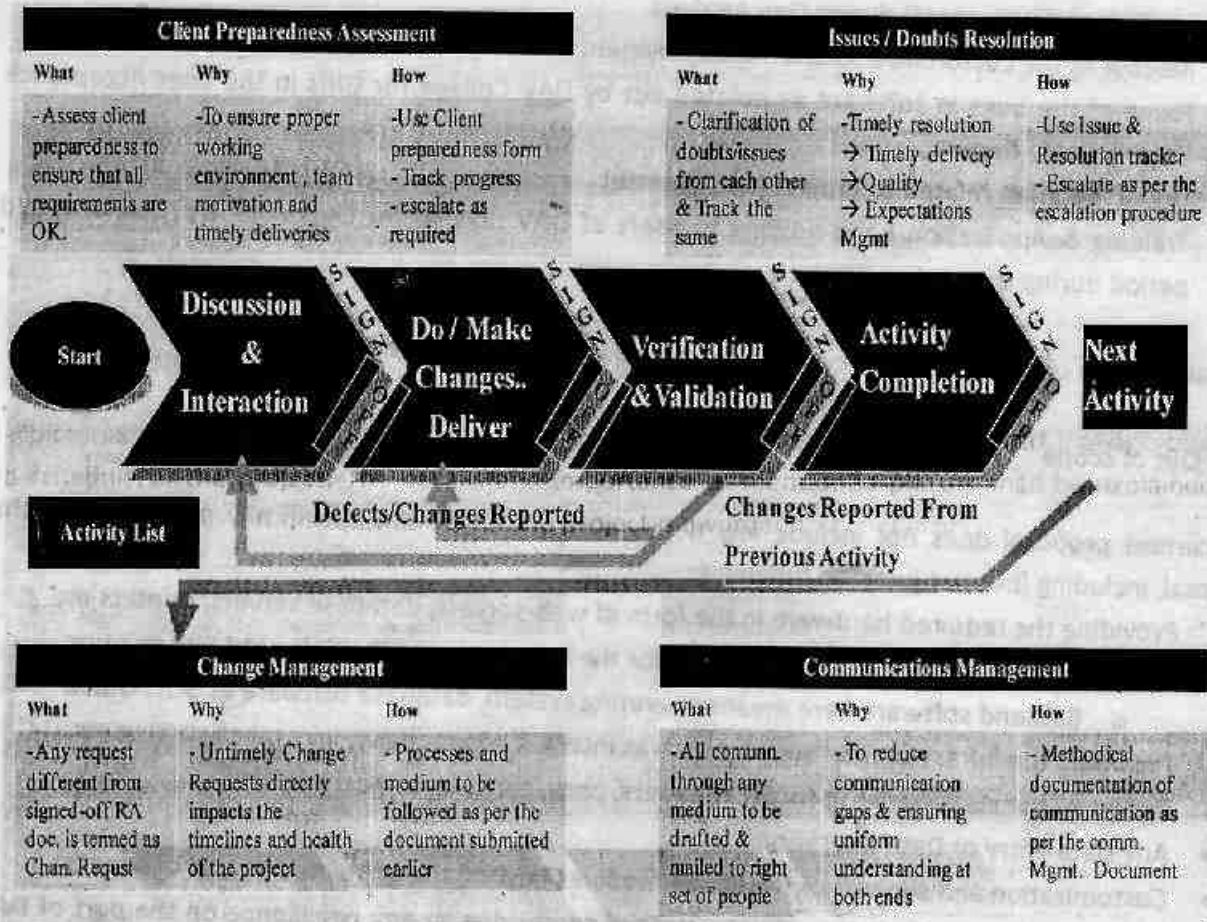 Client Preparedness Assessment
What Why How
-Assess client
preparedness to
ensure that all
requirements are
OK.
-To ensure proper
working
environment , team
motivation and
timely deliveries
-Use Client
preparedness form
- Track progress
- escalate as
required
Issues / Doubts Resolution
What Why How
- Clarification of
doubts/issues
from each other
& Track the
same
-Timely resolution
→ Timely delivery
→Quality
→ Expectations
Mgmt
-Use Issue &
Resolution tracker
- Escalate as per the
escalation procedure
Start
Discussion
&
Interaction
SIGN OFF
Do / Make
Changes..
Deliver
SIGN OFF
Verification
& Validation
SIGN OFF
Activity
Completion
SIGN OFF
Next
Activity
Activity List
Defects/Changes Reported
Changes Reported From
Previous Activity
Change Management
What Why How
-Any request
different from
signed-off RA
doc, is termed as
Chan. Requst
- Untimely Change
Requests directly
impacts the
timelines and health
of the project
- Processes and
medium to be
followed as per the
document submitted
earlier
Communications Management
What Why How
- All comunn.
through any
medium to be
drafted &
mailed to right
set of people
-To reduce
communication
gaps & ensuring
uniform
understanding at
both ends
- Methodical
documentation of
communication as
per the comm.
Mgmt. Document